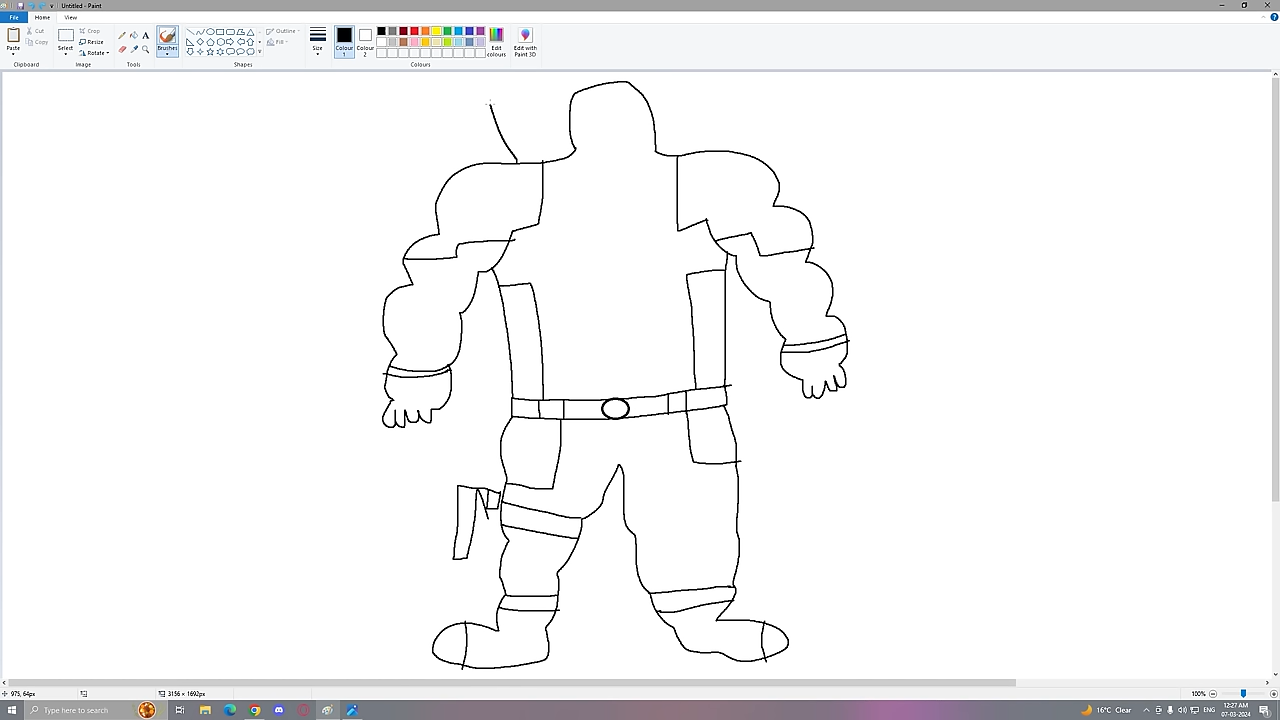 Untitled - Paint
File Home View
Paste Cut Copy Select Crop Resize Rotate A Brushes Outline Fill Size Colour 1 Colour 2 Edit colours Edit with Paint 3D
Clipboard Image Tools Shapes Colours
975, 64px 3156 × 1692px 100%
Type here to search 16°C Clear ENG 12:27 AM 07-03-2024